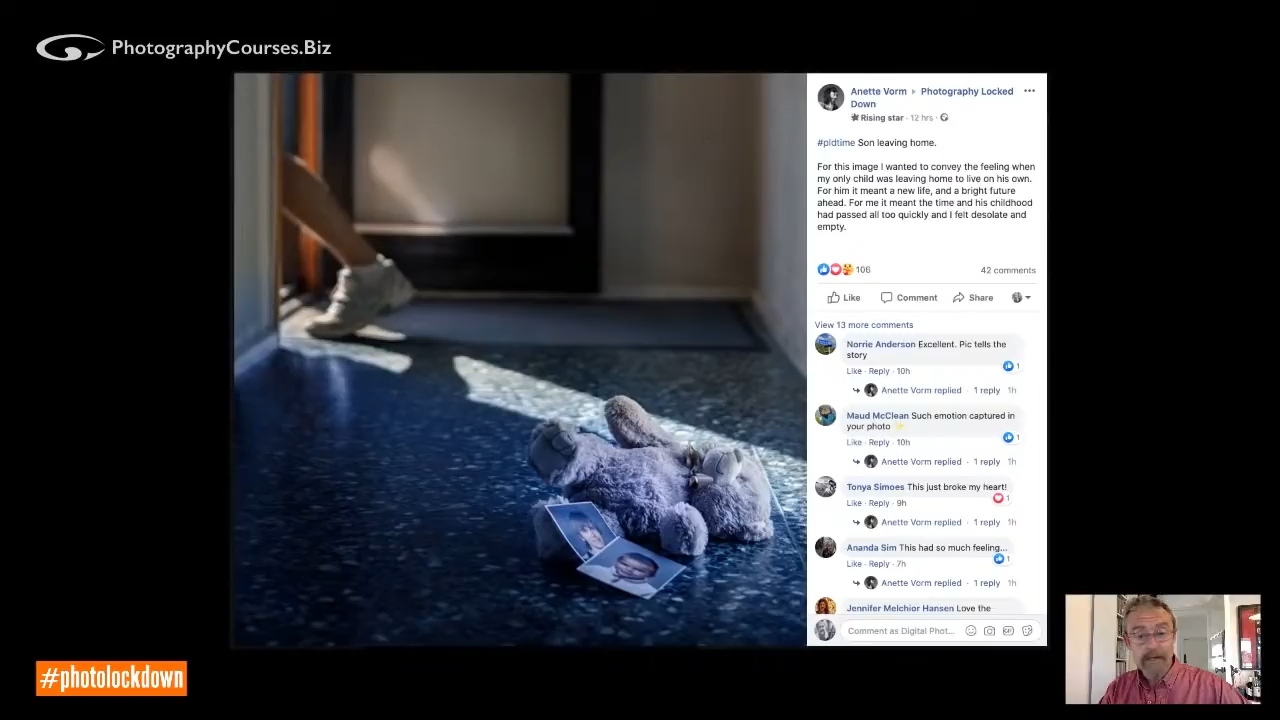 PhotographyCourses.Biz
Anette Vorm ▸ Photography Locked
Down
Rising star · 12 hrs ·
#pldtime Son leaving home.
For this image I wanted to convey the feeling when
my only child was leaving home to live on his own.
For him it meant a new life, and a bright future
ahead. For me it meant the time and his childhood
had passed all too quickly and I felt desolate and
empty.
106
42 comments
Like Comment Share
View 13 more comments
Norrie Anderson Excellent. Pic tells the
story
1
Like · Reply · 10h
Anette Vorm replied · 1 reply 1h
Maud McClean Such emotion captured in
your photo
1
Like · Reply · 10h
Anette Vorm replied · 1 reply 1h
Tonya Simoes This just broke my heart!
1
Like · Reply · 9h
Anette Vorm replied · 1 reply 1h
Ananda Sim This had so much feeling...
1
Like · Reply · 7h
Anette Vorm replied · 1 reply 1h
Jennifer Melchior Hansen Love the
Comment as Digital Phot...
GIF
#photolockdown